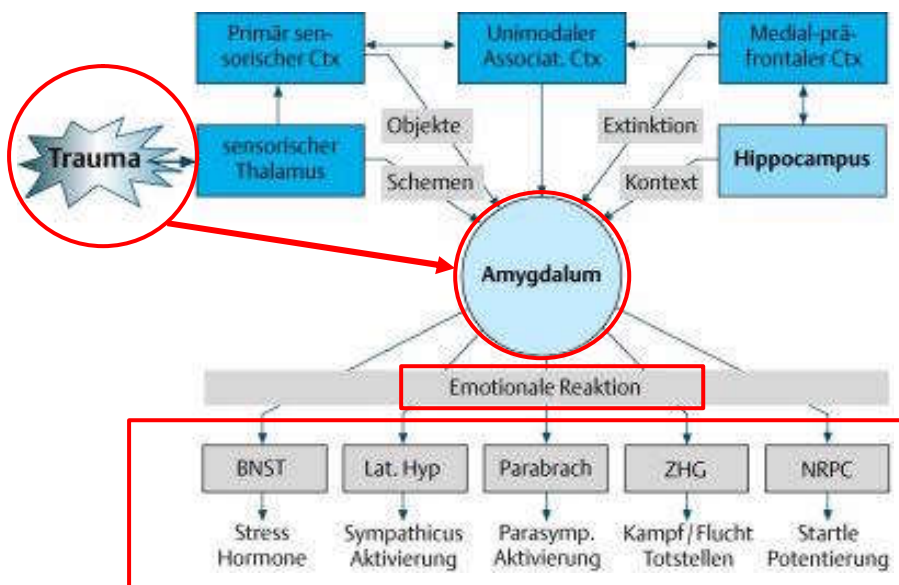 Primär sen-
sorischer Ctx
Unimodaler
Associat. Ctx
Medial-prä-
frontaler Ctx
Objekte
Extinktion
Trauma
sensorischer
Thalamus
Hippocampus
Schemen
Kontext
Amygdalum
Emotionale Reaktion
BNST
Lat. Hyp
Parabrach
ZHG
NRPC
Stress
Hormone
Sympathicus
Aktivierung
Parasymp.
Aktivierung
Kampf/Flucht
Totstellen
Startle
Potentierung